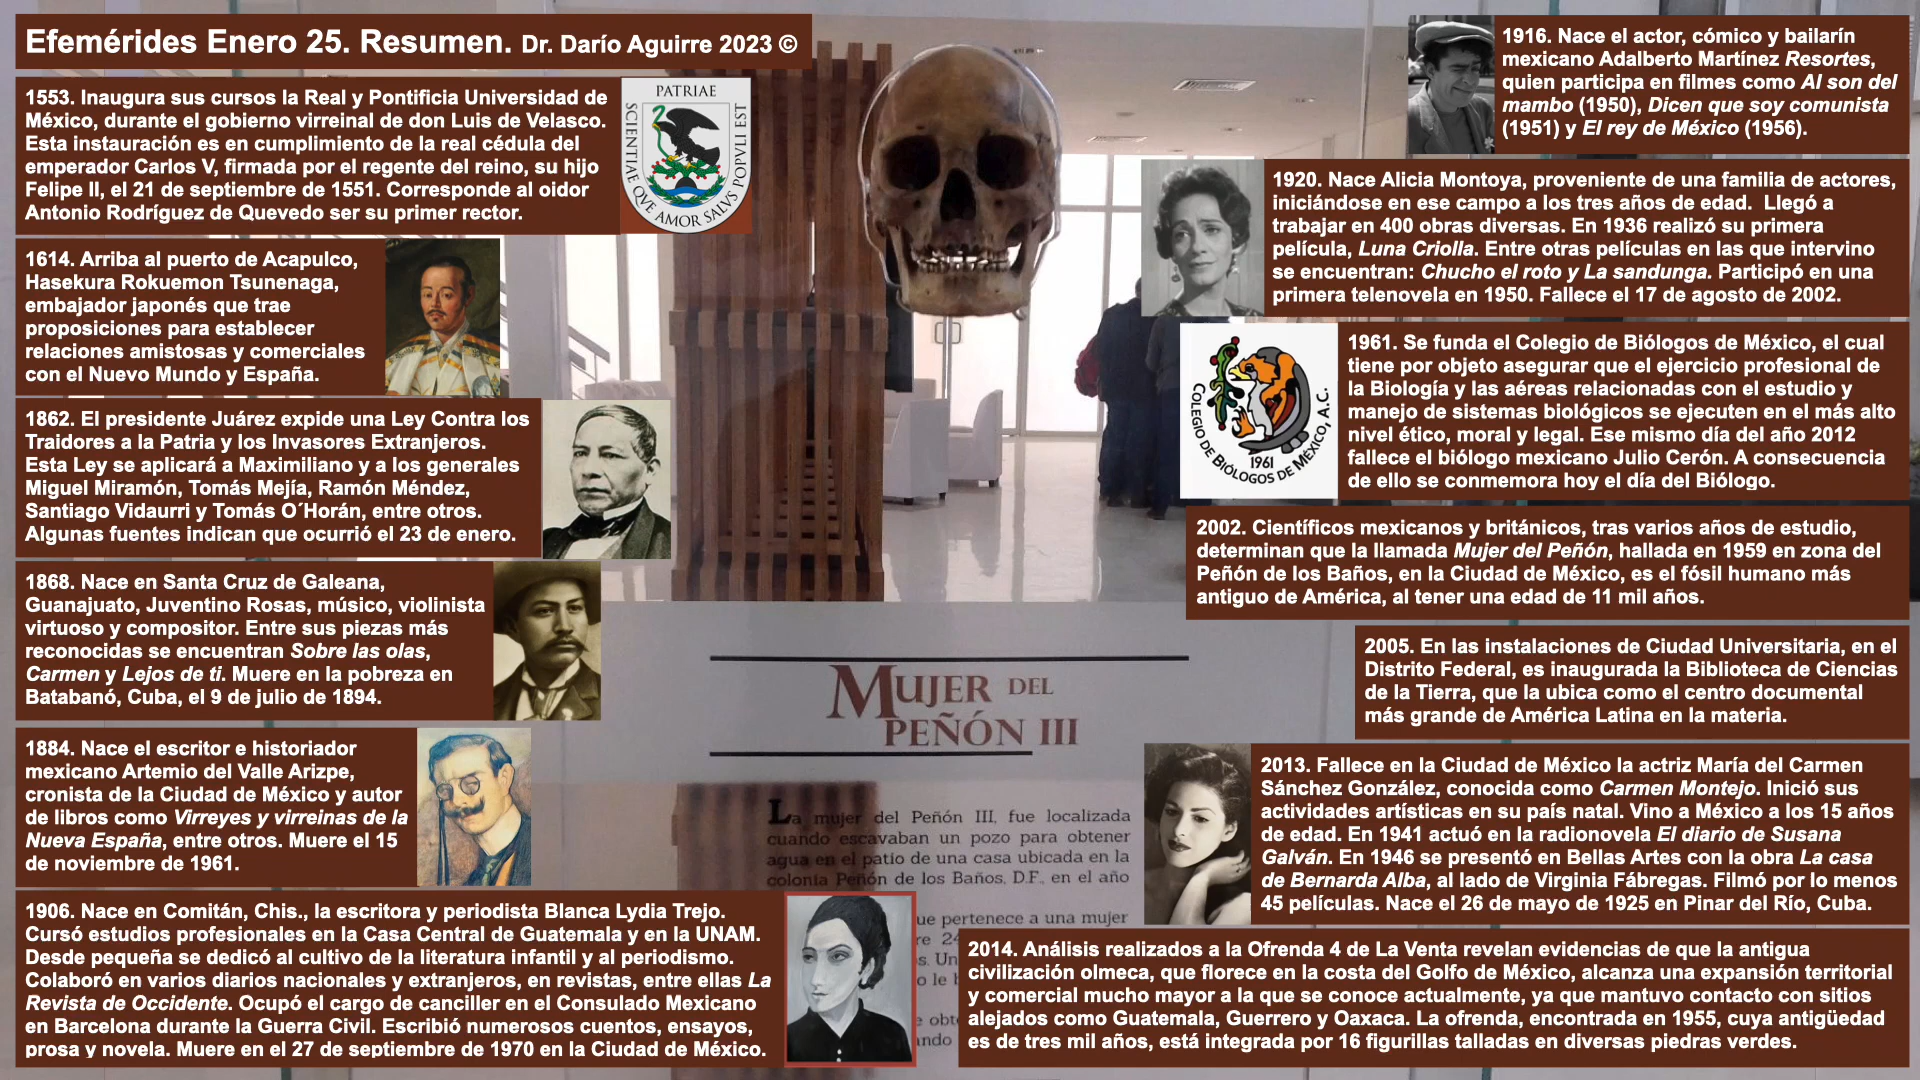 Efemérides Enero 25. Resumen. Dr. Darío Aguirre 2023 ©
1553. Inaugura sus cursos la Real y Pontificia Universidad de
México, durante el gobierno virreinal de don Luis de Velasco.
Esta instauración es en cumplimiento de la real cédula del
emperador Carlos V, firmada por el regente del reino, su hijo
Felipe II, el 21 de septiembre de 1551. Corresponde al oidor
Antonio Rodríguez de Quevedo ser su primer rector.
PATRIAE
SCIENTIAE QVE AMOR SALVS POPVLI EST
1614. Arriba al puerto de Acapulco,
Hasekura Rokuemon Tsunenaga,
embajador japonés que trae
proposiciones para establecer
relaciones amistosas y comerciales
con el Nuevo Mundo y España.
1862. El presidente Juárez expide una Ley Contra los
Traidores a la Patria y los Invasores Extranjeros.
Esta Ley se aplicará a Maximiliano y a los generales
Miguel Miramón, Tomás Mejía, Ramón Méndez,
Santiago Vidaurri y Tomás O´Horán, entre otros.
Algunas fuentes indican que ocurrió el 23 de enero.
1868. Nace en Santa Cruz de Galeana,
Guanajuato, Juventino Rosas, músico, violinista
virtuoso y compositor. Entre sus piezas más
reconocidas se encuentran Sobre las olas,
Carmen y Lejos de ti. Muere en la pobreza en
Batabanó, Cuba, el 9 de julio de 1894.
1884. Nace el escritor e historiador
mexicano Artemio del Valle Arizpe,
cronista de la Ciudad de México y autor
de libros como Virreyes y virreinas de la
Nueva España, entre otros. Muere el 15
de noviembre de 1961.
1906. Nace en Comitán, Chis., la escritora y periodista Blanca Lydia Trejo.
Cursó estudios profesionales en la Casa Central de Guatemala y en la UNAM.
Desde pequeña se dedicó al cultivo de la literatura infantil y al periodismo.
Colaboró en varios diarios nacionales y extranjeros, en revistas, entre ellas La
Revista de Occidente. Ocupó el cargo de canciller en el Consulado Mexicano
en Barcelona durante la Guerra Civil. Escribió numerosos cuentos, ensayos,
prosa y novela. Muere en el 27 de septiembre de 1970 en la Ciudad de México.
MUJER DEL
PEÑÓN III
La mujer del Peñón III, fue localizada
cuando escavaban un pozo para obtener
agua en el patio de una casa ubicada en la
colonia Peñón de los Baños, D.F., en el año
pertenece a una mujer
1916. Nace el actor, cómico y bailarín
mexicano Adalberto Martínez Resortes,
quien participa en filmes como Al son del
mambo (1950), Dicen que soy comunista
(1951) y El rey de México (1956).
1920. Nace Alicia Montoya, proveniente de una familia de actores,
iniciándose en ese campo a los tres años de edad. Llegó a
trabajar en 400 obras diversas. En 1936 realizó su primera
película, Luna Criolla. Entre otras películas en las que intervino
se encuentran: Chucho el roto y La sandunga. Participó en una
primera telenovela en 1950. Fallece el 17 de agosto de 2002.
1961
COLEGIO DE BIÓLOGOS DE MÉXICO, A.C.
1961. Se funda el Colegio de Biólogos de México, el cual
tiene por objeto asegurar que el ejercicio profesional de
la Biología y las aéreas relacionadas con el estudio y
manejo de sistemas biológicos se ejecuten en el más alto
nivel ético, moral y legal. Ese mismo día del año 2012
fallece el biólogo mexicano Julio Cerón. A consecuencia
de ello se conmemora hoy el día del Biólogo.
2002. Científicos mexicanos y británicos, tras varios años de estudio,
determinan que la llamada Mujer del Peñón, hallada en 1959 en zona del
Peñón de los Baños, en la Ciudad de México, es el fósil humano más
antiguo de América, al tener una edad de 11 mil años.
2005. En las instalaciones de Ciudad Universitaria, en el
Distrito Federal, es inaugurada la Biblioteca de Ciencias
de la Tierra, que la ubica como el centro documental
más grande de América Latina en la materia.
2013. Fallece en la Ciudad de México la actriz María del Carmen
Sánchez González, conocida como Carmen Montejo. Inició sus
actividades artísticas en su país natal. Vino a México a los 15 años
de edad. En 1941 actuó en la radionovela El diario de Susana
Galván. En 1946 se presentó en Bellas Artes con la obra La casa
de Bernarda Alba, al lado de Virginia Fábregas. Filmó por lo menos
45 películas. Nace el 26 de mayo de 1925 en Pinar del Río, Cuba.
2014. Análisis realizados a la Ofrenda 4 de La Venta revelan evidencias de que la antigua
civilización olmeca, que florece en la costa del Golfo de México, alcanza una expansión territorial
y comercial mucho mayor a la que se conoce actualmente, ya que mantuvo contacto con sitios
alejados como Guatemala, Guerrero y Oaxaca. La ofrenda, encontrada en 1955, cuya antigüedad
es de tres mil años, está integrada por 16 figurillas talladas en diversas piedras verdes.